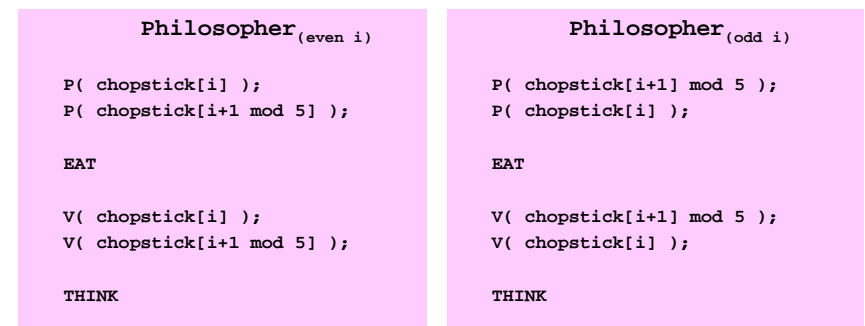 Philosopher(even i)
P( chopstick[i] );
P( chopstick[i+1 mod 5] );
EAT
V( chopstick[i] );
V( chopstick[i+1 mod 5] );
THINK
Philosopher(odd i)
P( chopstick[i+1] mod 5 );
P( chopstick[i] );
EAT
V( chopstick[i+1] mod 5 );
V( chopstick[i] );
THINK